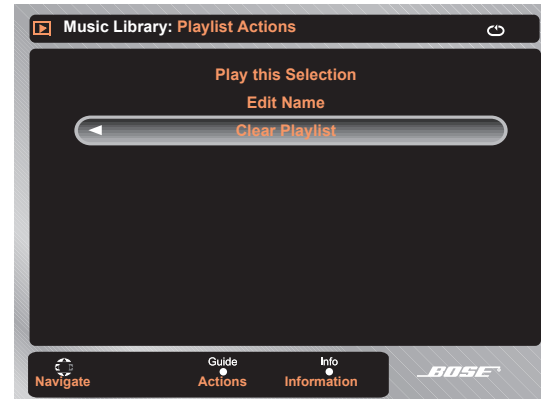 Music Library: Playlist Actions
Play this Selection
Edit Name
Clear Playlist
Navigate
Guide
Actions
Info
Information
BOSE